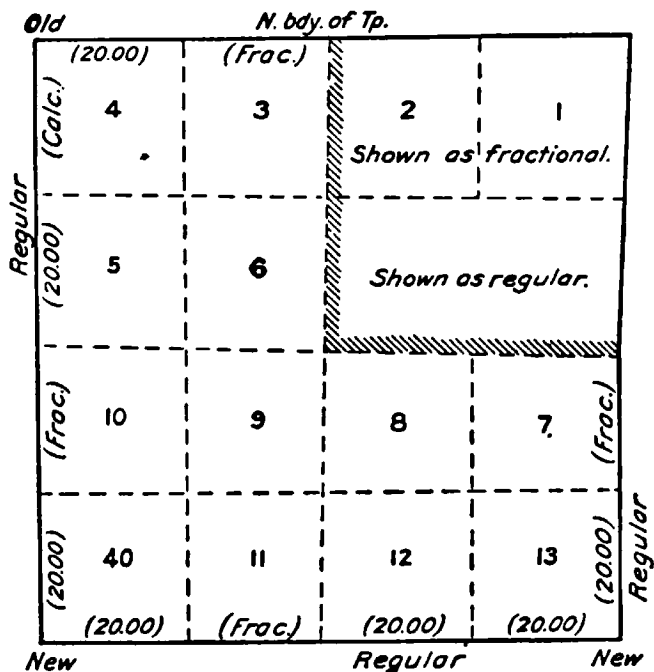 Old N. bdy. of Tp.
(20.00) (Frac.)
4 3 2 1
(Calc.)
Shown as fractional.
Regular
5 6
(20.00)
Shown as regular.
10 9 8 7.
(Frac.) (Frac.)
40 11 12 13
(20.00) (20.00)
Regular
(20.00) (Frac.) (20.00) (20.00)
New Regular New